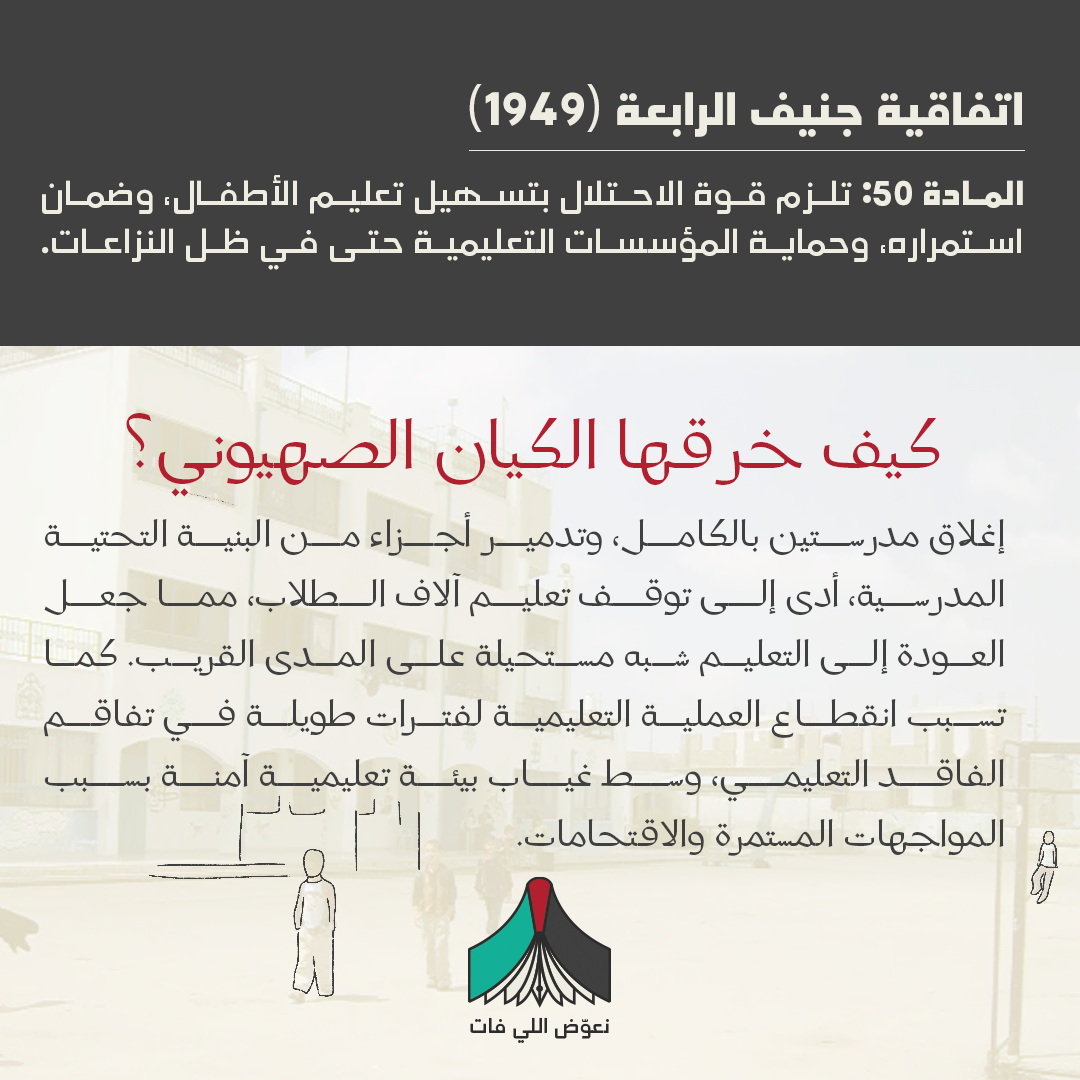 اتفاقية جنيف الرابعة (1949)
المادة 50: تلزم قوة الاحتلال بتسهيل تعليم الأطفال، وضمان
استمراره، وحماية المؤسسات التعليمية حتى في ظل النزاعات.
كيف خرقها الكيان الصهيوني؟
إغلاق مدرستين بالكامل، وتدمير أجزاء من البنية التحتية
المدرسية، أدى إلى توقف تعليم آلاف الطلاب، مما جعل
العودة إلى التعليم شبه مستحيلة على المدى القريب. كما
تسبب انقطاع العملية التعليمية لفترات طويلة في تفاقم
الفاقد التعليمي، وسط غياب بيئة تعليمية آمنة بسبب
المواجهات المستمرة والاقتحامات.
نعوّض اللي فات